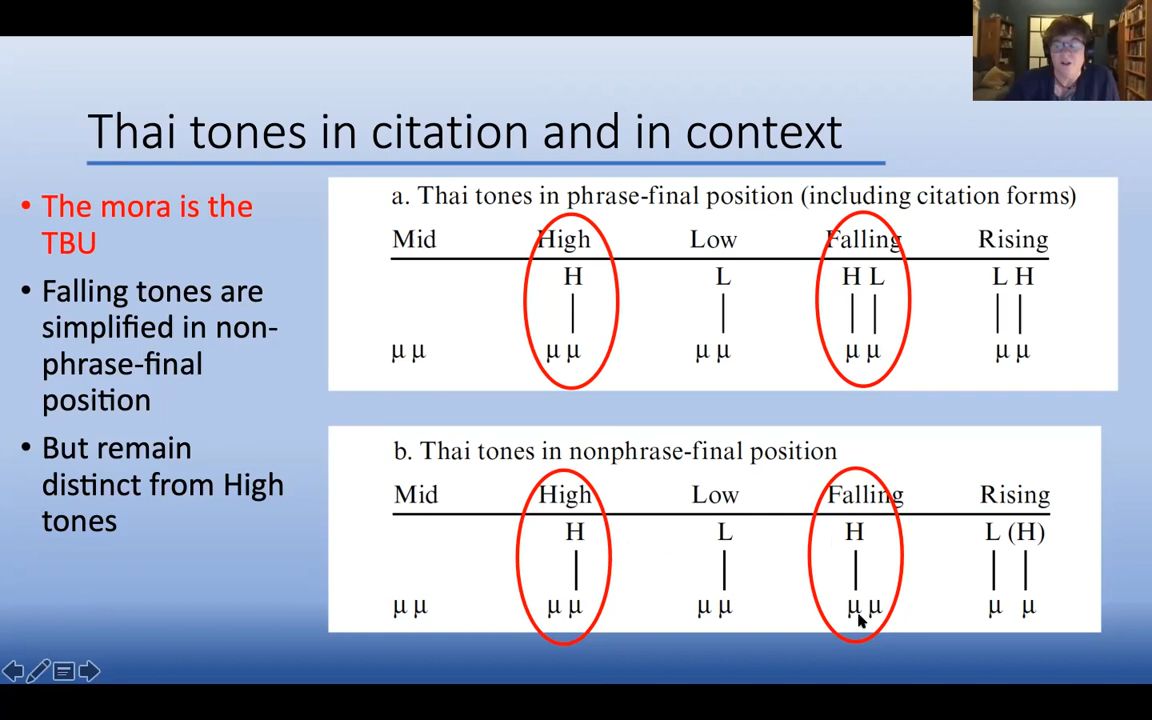 Thai tones in citation and in context
• The mora is the
TBU
• Falling tones are
simplified in non-
phrase-final
position
• But remain
distinct from High
tones
a. Thai tones in phrase-final position (including citation forms)
Mid High Low Falling Rising
H L H L L H
μ μ μ μ μ μ μ μ μ μ
b. Thai tones in nonphrase-final position
Mid High Low Falling Rising
H L H L (H)
μ μ μ μ μ μ μ μ μ μ